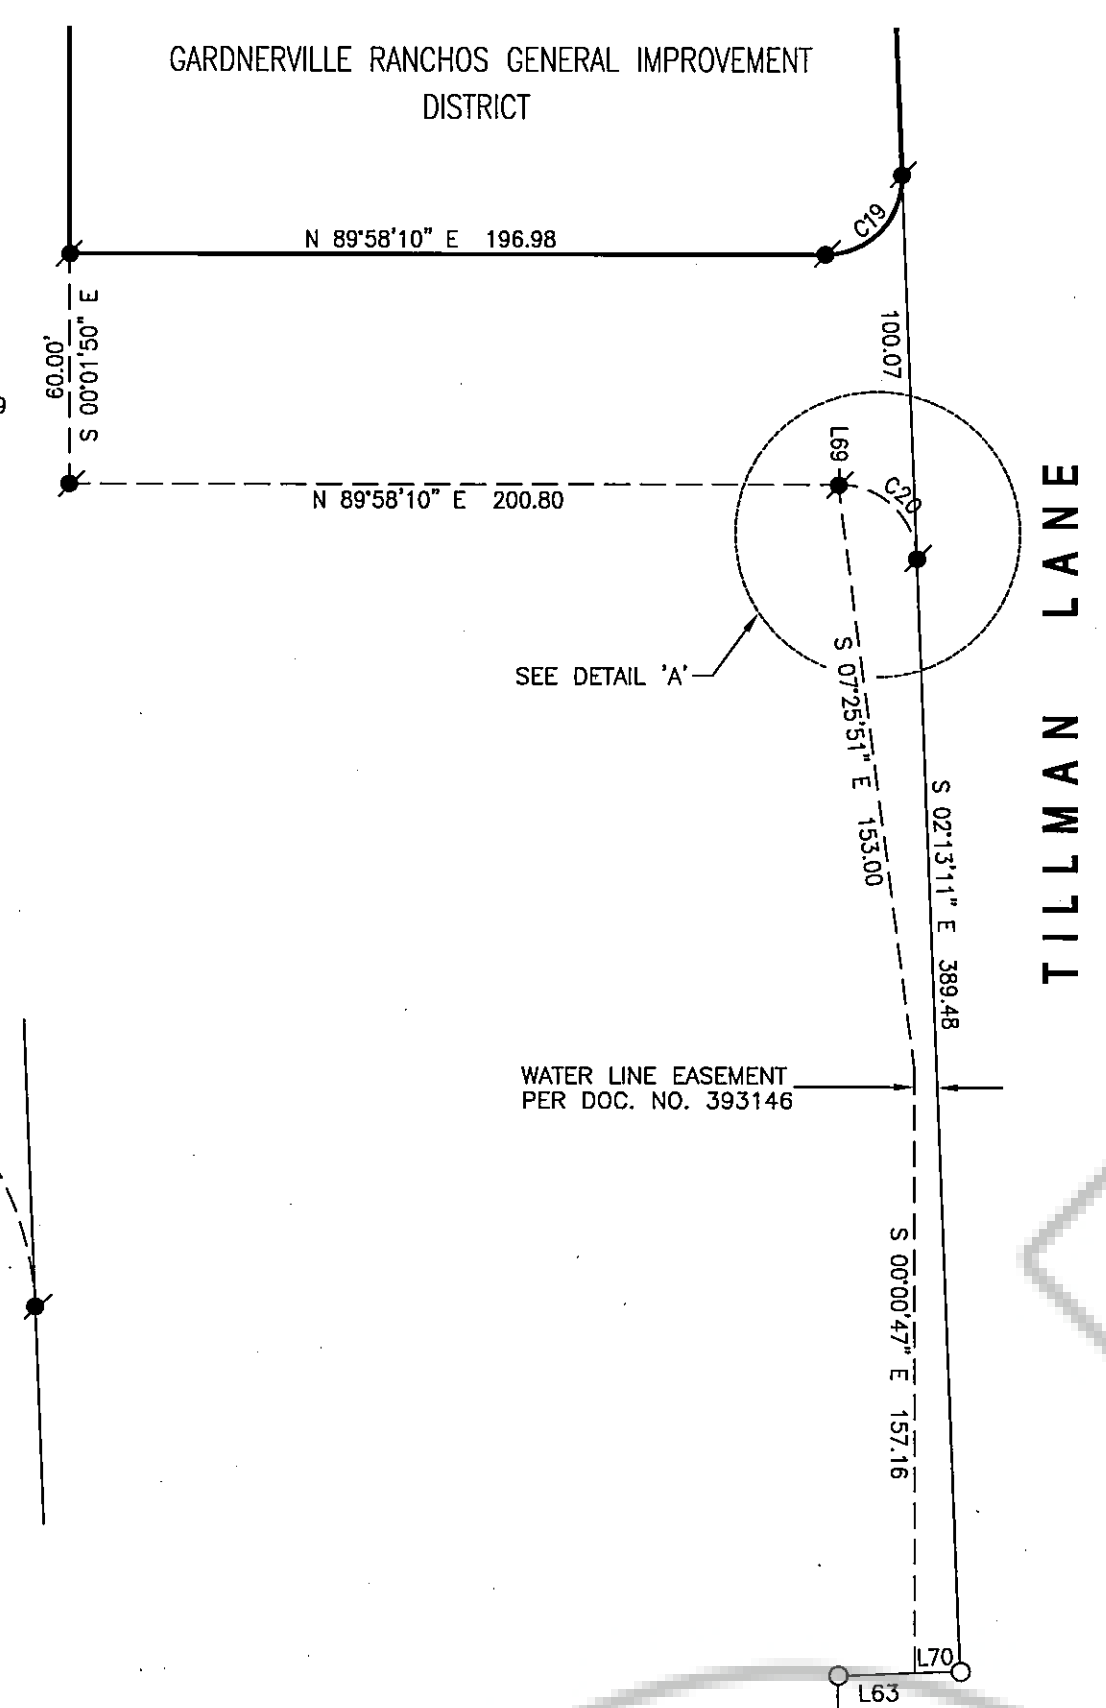 GARDNERVILLE RANCHOS GENERAL IMPROVEMENT
DISTRICT
C19
N 89°58'10" E 196.98
60.00'
S 00°01'50" E
100.07
9
L69
C20
N 89°58'10" E 200.80
TILLMAN LANE
SEE DETAIL 'A'
S 07°25'51" E 153.00
S 02°13'11" E 389.48
WATER LINE EASEMENT
PER DOC. NO. 393146
S 00°00'47" E 157.16
L70
L63